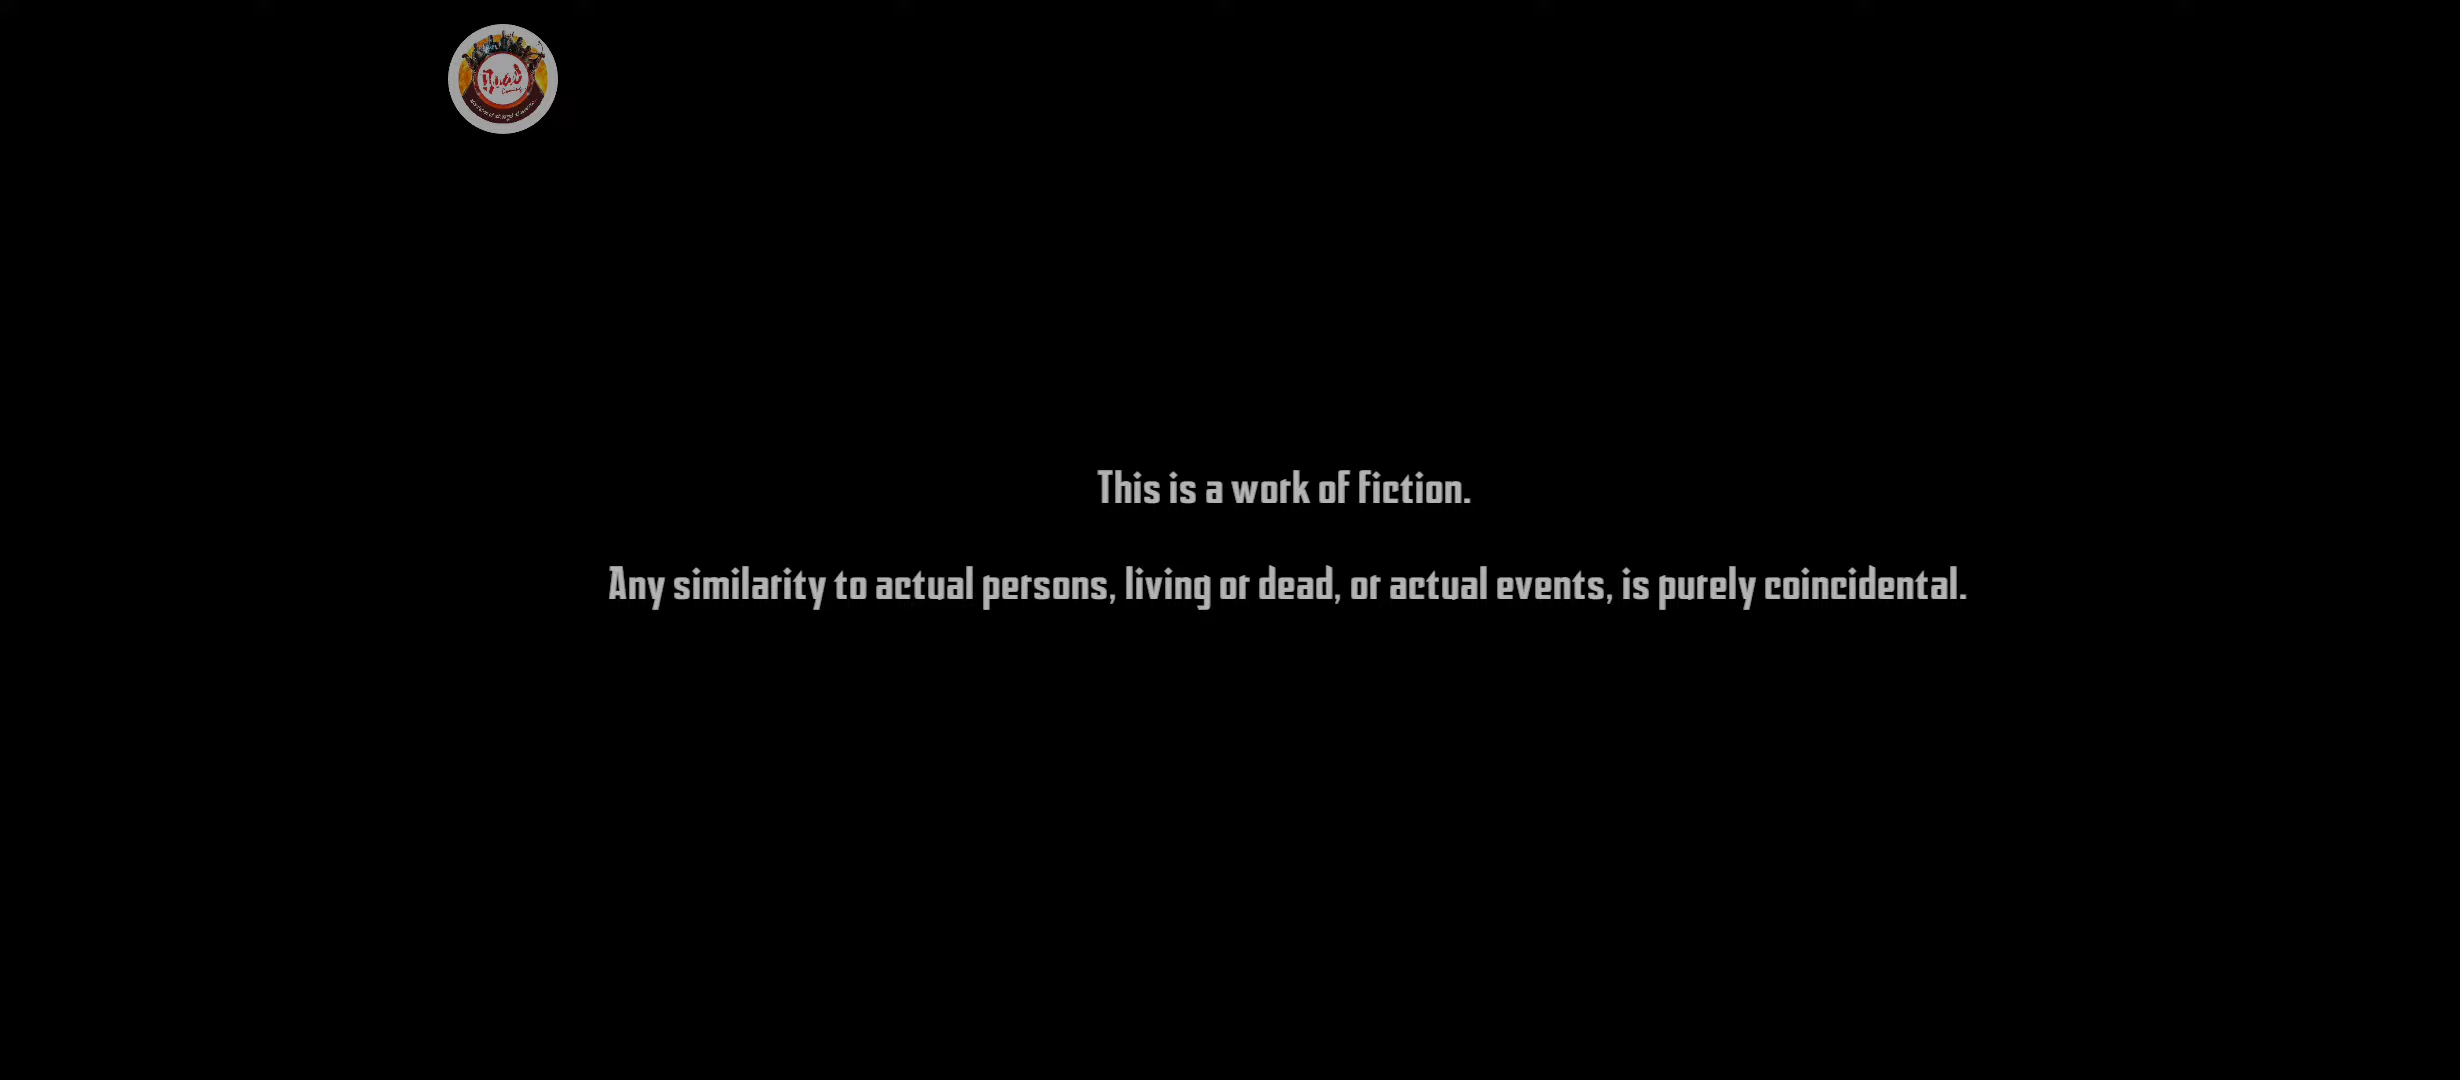 This is a work of fiction.
Any similarity to actual persons, living or dead, or actual events, is purely coincidental.